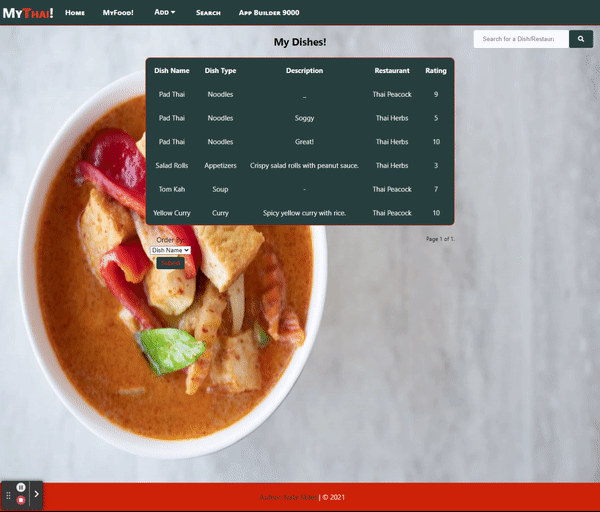 MyThai! Home MyFood! Add Search App Builder 9000
My Dishes!
Search for a Dish/Restaur
Dish Name Dish Type Description Restaurant Rating
Pad Thai Noodles _ Thai Peacock 9
Pad Thai Noodles Soggy Thai Herbs 5
Pad Thai Noodles Great! Thai Herbs 10
Salad Rolls Appetizers Crispy salad rolls with peanut sauce. Thai Herbs 3
Tom Kah Soup - Thai Peacock 7
Yellow Curry Curry Spicy yellow curry with rice. Thai Peacock 10
Order By: Page 1 of 1.
Dish Name
Submit
| © 2021